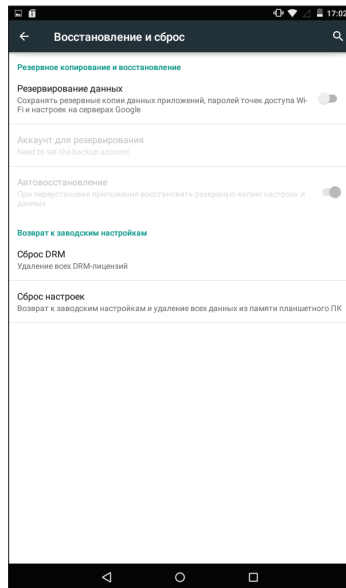 17:02
Восстановление и сброс
Резервное копирование и восстановление
Резервирование данных
Сохранять резервные копии данных приложений, паролей точек доступа Wi-
Fi и настроек на серверах Google
Аккаунт для резервирования
Need to set the backup account
Автовосстановление
При переустановке приложения восстановить резервную копию настроек и
данных
Возврат к заводским настройкам
Сброс DRM
Удаление всех DRM-лицензий
Сброс настроек
Возврат к заводским настройкам и удаление всех данных из памяти планшетного ПК